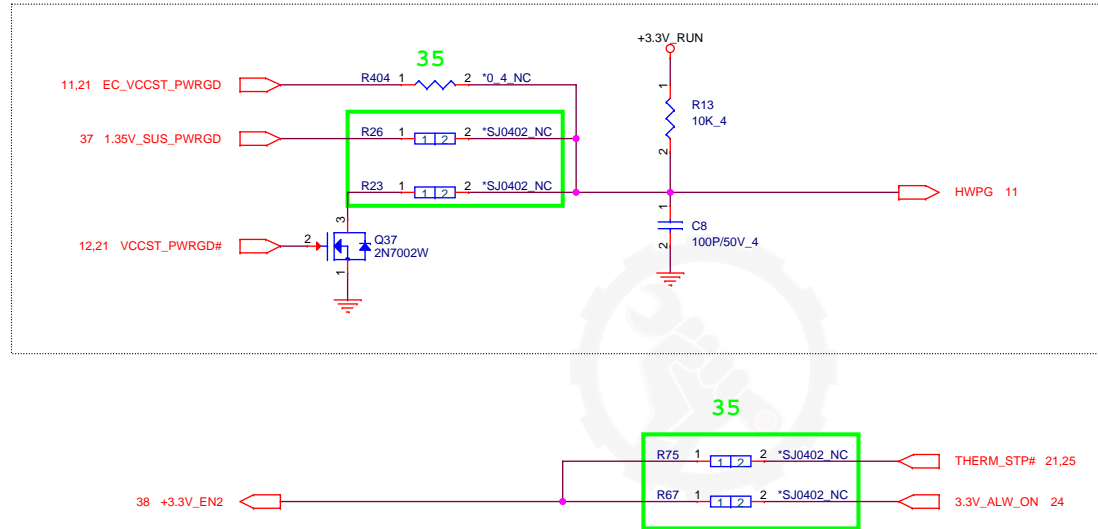 +3.3V_RUN
35
11,21 EC_VCCST_PWRGD
R404 1 2 *0_4_NC
1
R13
10K_4
2
37 1.35V_SUS_PWRGD
R26 1 1 2 2 *SJ0402_NC
R23 1 1 2 2 *SJ0402_NC
HWPG 11
1
C8
100P/50V_4
2
3
12,21 VCCST_PWRGD#
2
Q37
2N7002W
1
35
R75 1 1 2 2 *SJ0402_NC
THERM_STP# 21,25
38 +3.3V_EN2
R67 1 1 2 2 *SJ0402_NC
3.3V_ALW_ON 24